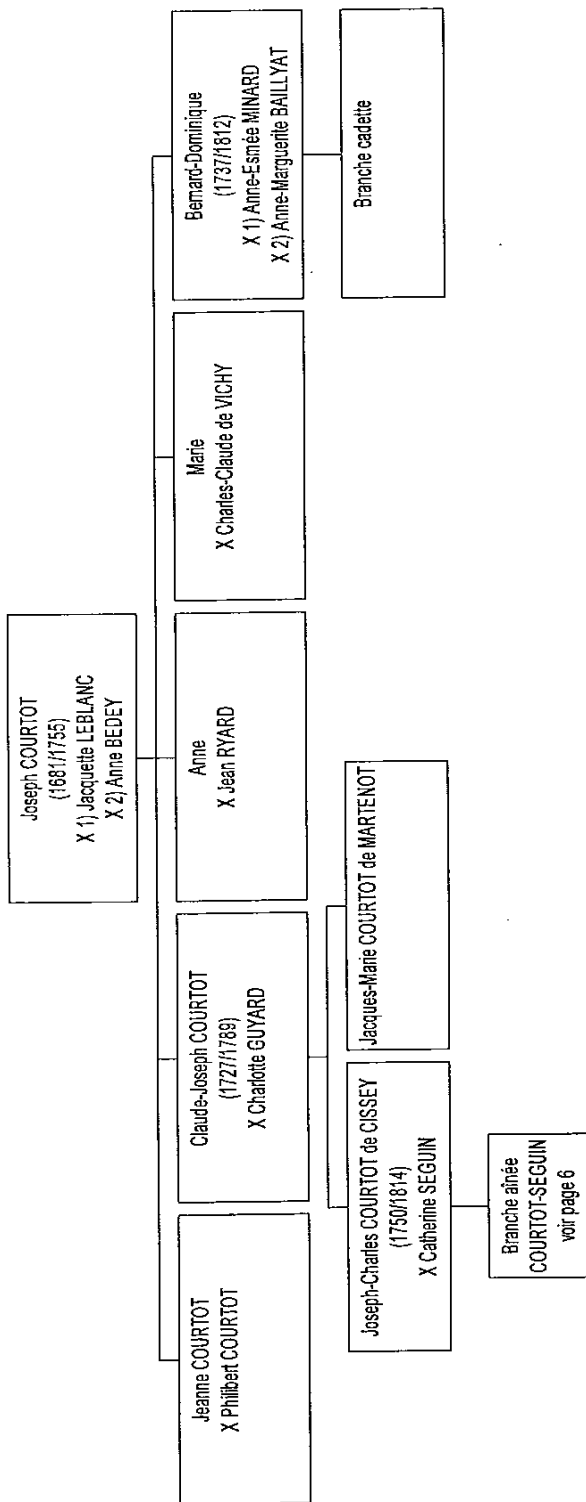 Joseph COURTOT
(1681/1755)
X 1) Jacquette LEBLANC
X 2) Anne BEDEY
Jeanne COURTOT
X Philibert COURTOT
Claude-Joseph COURTOT
(1727/1789)
X Charlotte GUYARD
Anne
X Jean RYARD
Marie
X Charles-Claude de VICHY
Bernard-Dominique
(1737/1812)
X 1) Anne-Esmée MINARD
X 2) Anne-Marguerite BAILLYAT
Joseph-Charles COURTOT de CISSEY
(1750/1814)
X Catherine SEGUIN
Jacques-Marie COURTOT de MARTENOT
Branche cadette
Branche aînée
COURTOT-SEGUIN
voir page 6